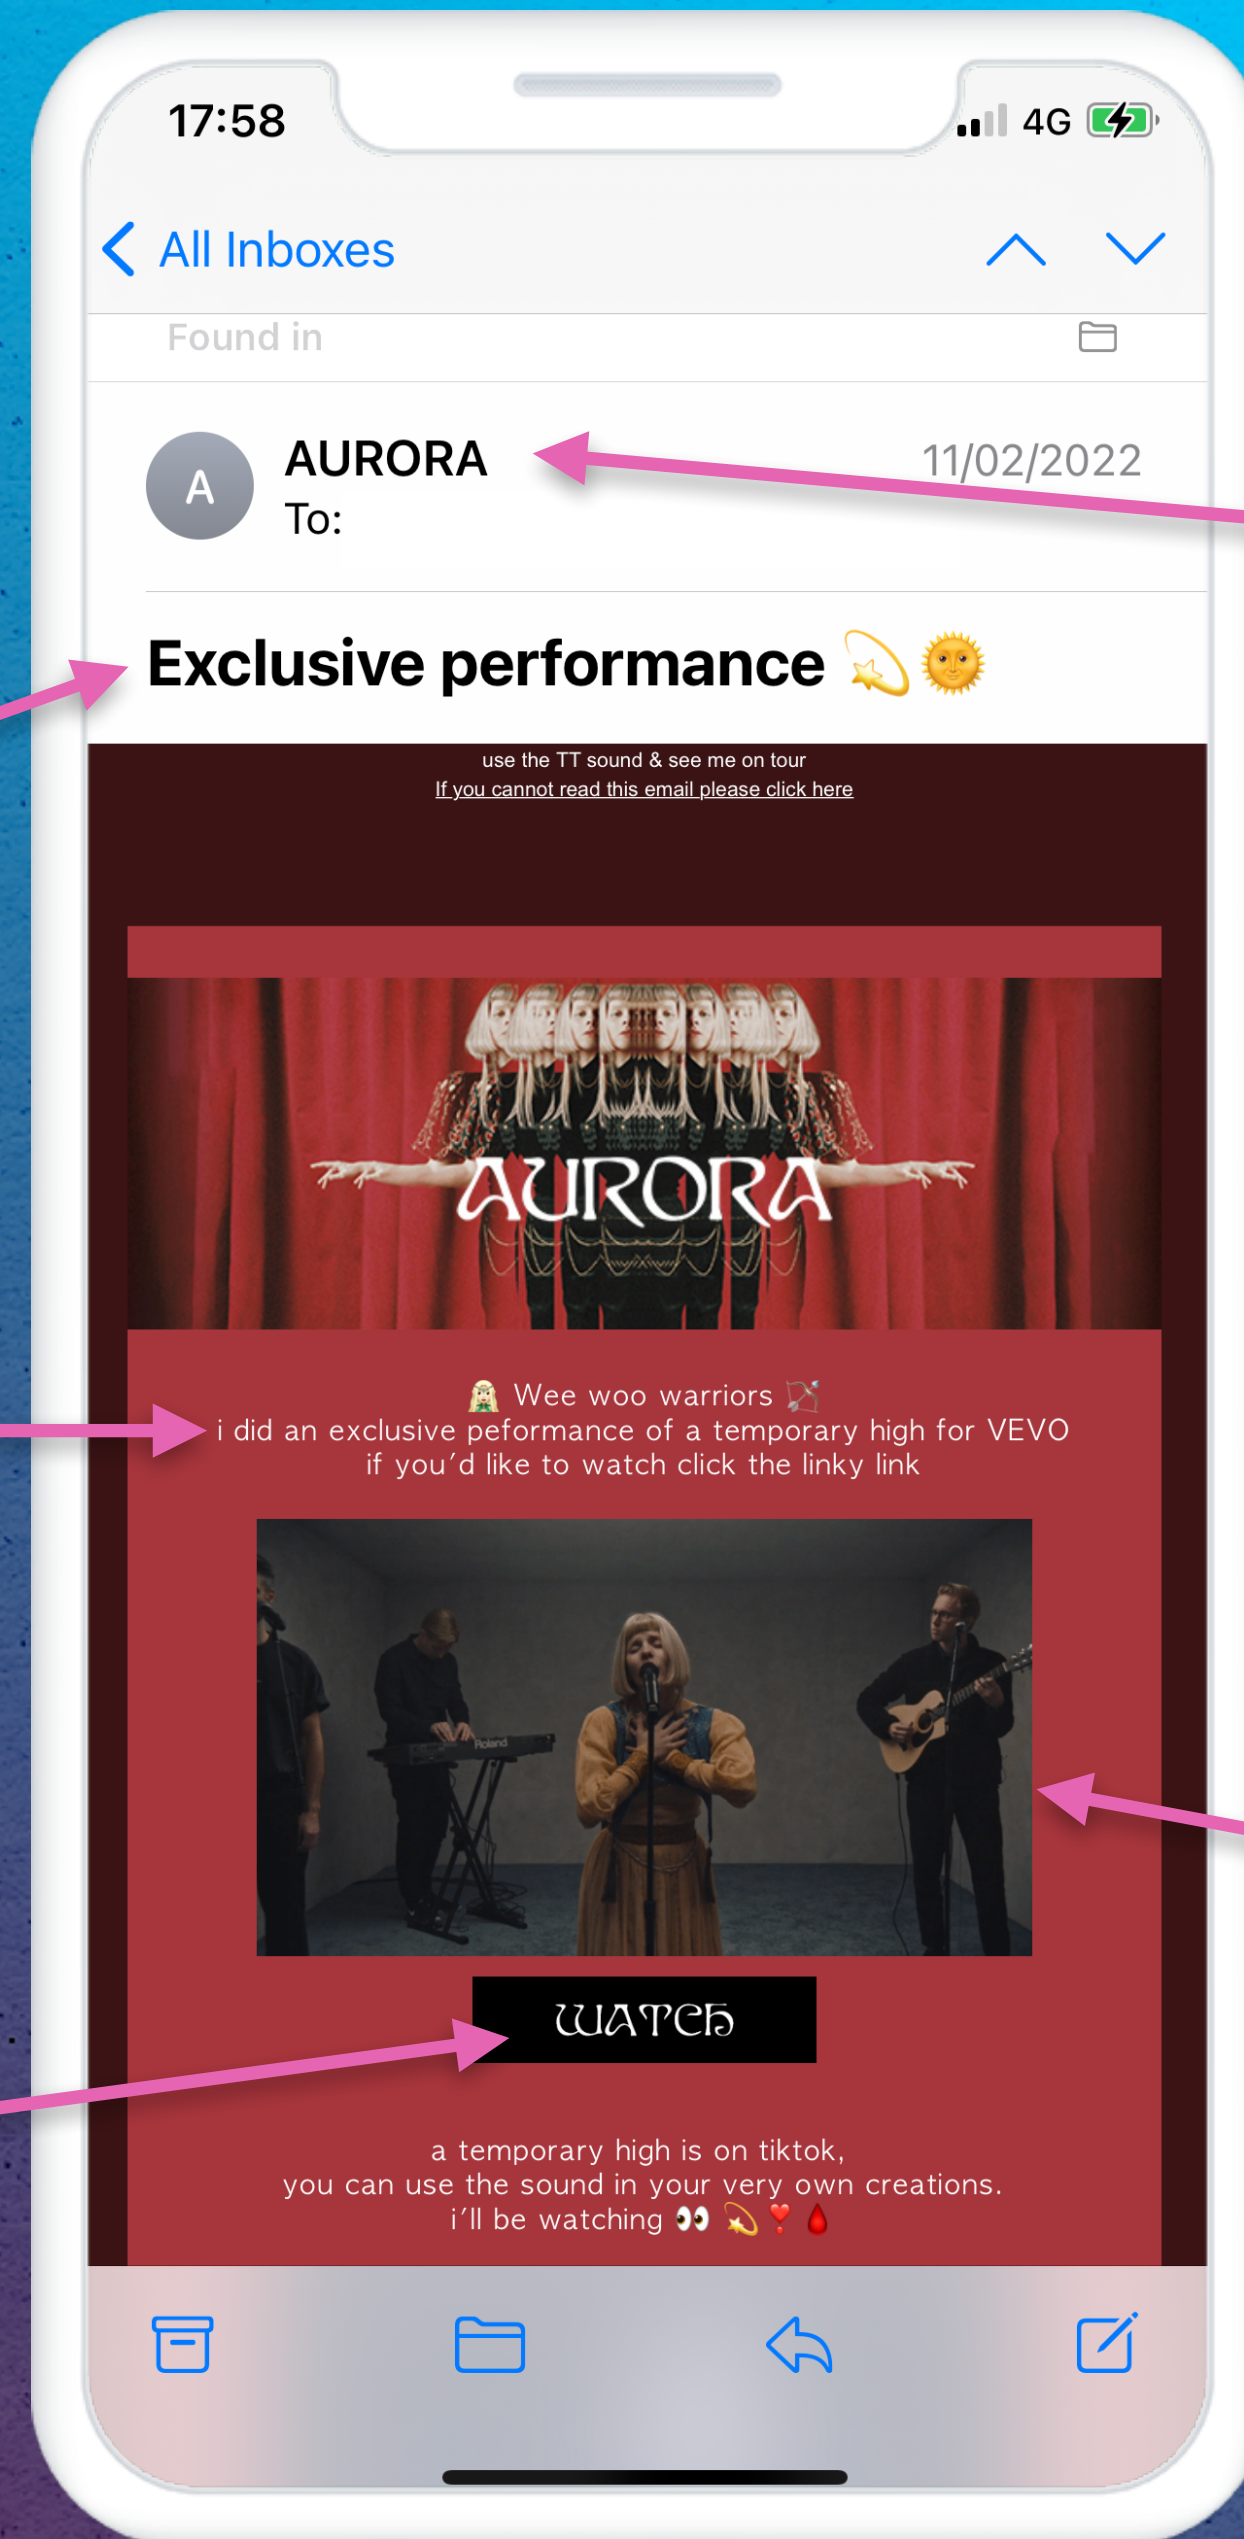 17:58
4G
All Inboxes
Found in
A
AURORA
11/02/2022
To:
Exclusive performance 💫🌞
use the TT sound & see me on tour
If you cannot read this email please click here
AURORA
🧝🏼‍♀️ Wee woo warriors 🏹
i did an exclusive peformance of a temporary high for VEVO
if you'd like to watch click the linky link
Roland
WATCH
a temporary high is on tiktok,
you can use the sound in your very own creations.
i'll be watching 👀 💫 ❣️ 🩸